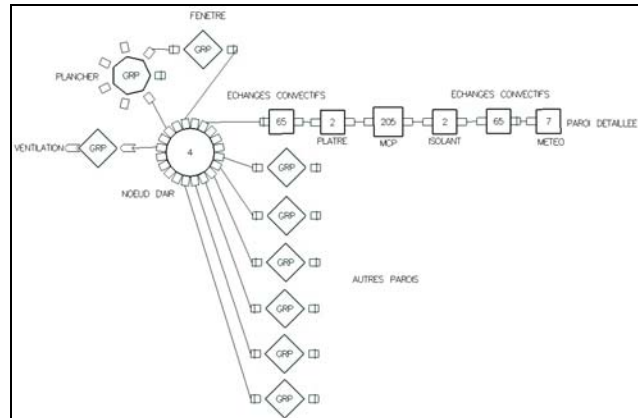 FENETRE
GRP
PLANCHER
GRP
ECHANGES CONVECTIFS
ECHANGES CONVECTIFS
65
2
205
2
65
7
PAROI DETAILLEE
PLATRE
MCP
ISOLANT
METEO
VENTILATION
GRP
4
NOEUD D'AIR
GRP
GRP
GRP
AUTRES PAROIS
GRP
GRP
GRP